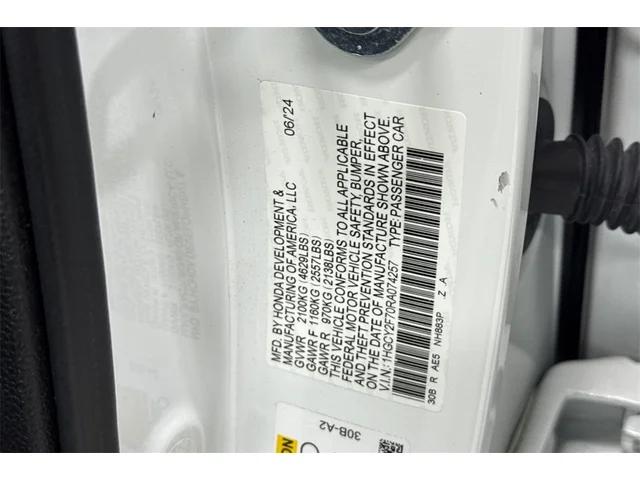 MFD. BY HONDA DEVELOPMENT &
MANUFACTURING OF AMERICA, LLC 06/24
GVWR 2100KG (4629LBS)
GAWR F 1160KG (2557LBS)
GAWR R 970KG (2138LBS)
THIS VEHICLE CONFORMS TO ALL APPLICABLE
FEDERAL MOTOR VEHICLE SAFETY, BUMPER,
AND THEFT PREVENTION STANDARDS IN EFFECT
ON THE DATE OF MANUFACTURE SHOWN ABOVE.
V.I.N.: 1HGCY2F70RA074257 TYPE: PASSENGER CAR
30B R AE5 NH883P Z A
30B-A2